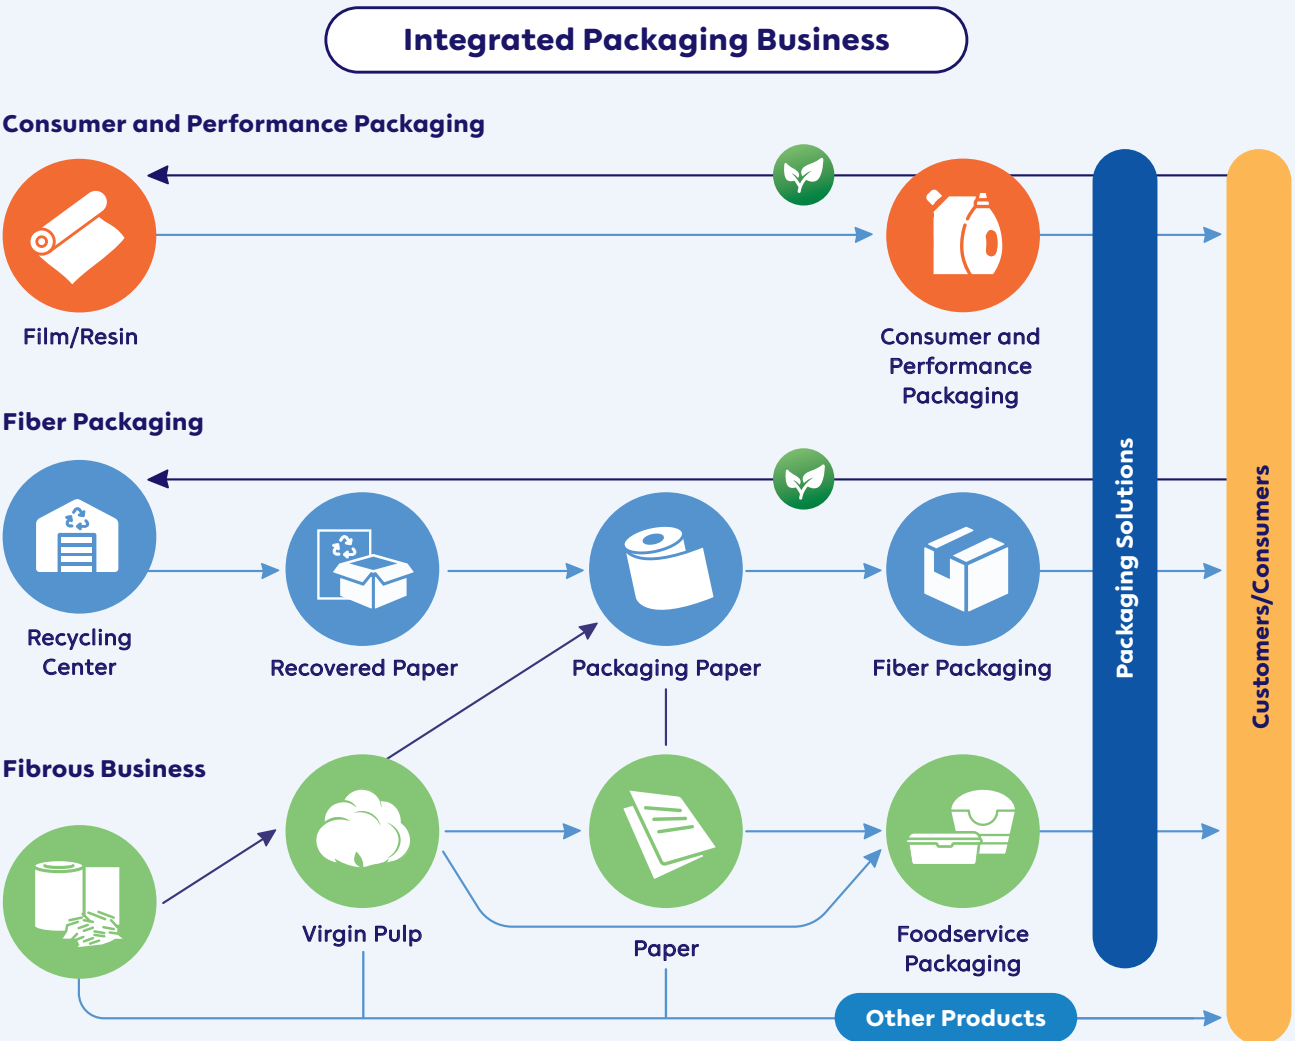 Integrated Packaging Business
Consumer and Performance Packaging
Film/Resin
Consumer and
Performance
Packaging
Fiber Packaging
Recycling
Center
Recovered Paper
Packaging Paper
Fiber Packaging
Fibrous Business
Virgin Pulp
Paper
Foodservice
Packaging
Other Products
Packaging Solutions
Customers/Consumers